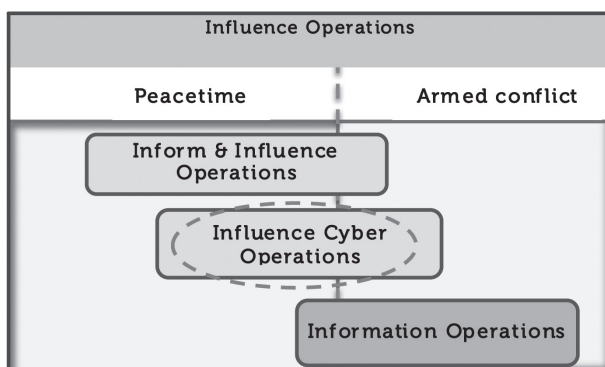 Influence Operations
Peacetime
Armed conflict
Inform & Influence
Operations
Influence Cyber
Operations
Information Operations